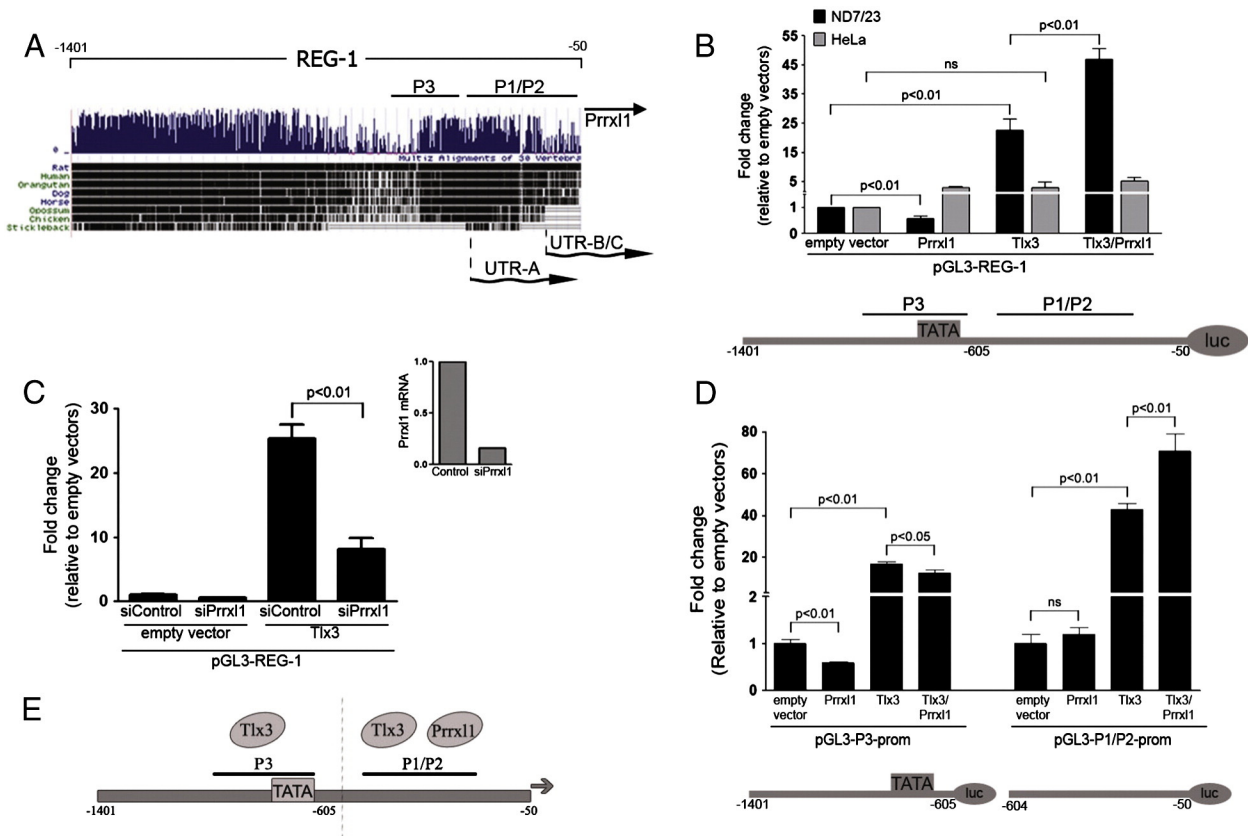 A
-1401
-50
REG-1
P3
P1/P2
Prrxl1
0 _
Multiz Alignments of 30 Vertebra
Rat
Human
Orangutan
Dog
Horse
Opossum
Chicken
Stickleback
UTR-B/C
UTR-A
B
ND7/23
HeLa
p<0.01
ns
p<0.01
p<0.01
Fold change
(relative to empty vectors)
55
45
35
25
15
5
1
0
empty vector
Prrxl1
Tlx3
Tlx3/Prrxl1
pGL3-REG-1
P3
P1/P2
TATA
luc
-1401
-605
-50
C
Fold change
(relative to empty vectors)
30
20
10
0
p<0.01
siControl
siPrrxl1
siControl
siPrrxl1
empty vector
Tlx3
pGL3-REG-1
Prrxl1 mRNA
1.0
0.5
0.0
Control
siPrrxl1
D
Fold change
(Relative to empty vectors)
80
60
40
20
2
1
0
p<0.01
p<0.01
p<0.05
p<0.01
ns
p<0.01
empty
vector
Prrxl1
Tlx3
Tlx3/
Prrxl1
empty
vector
Prrxl1
Tlx3
Tlx3/
Prrxl1
pGL3-P3-prom
pGL3-P1/P2-prom
TATA
luc
-1401
-605
luc
-604
-50
E
Tlx3
Tlx3
Prrxl1
P3
P1/P2
TATA
-1401
-605
-50